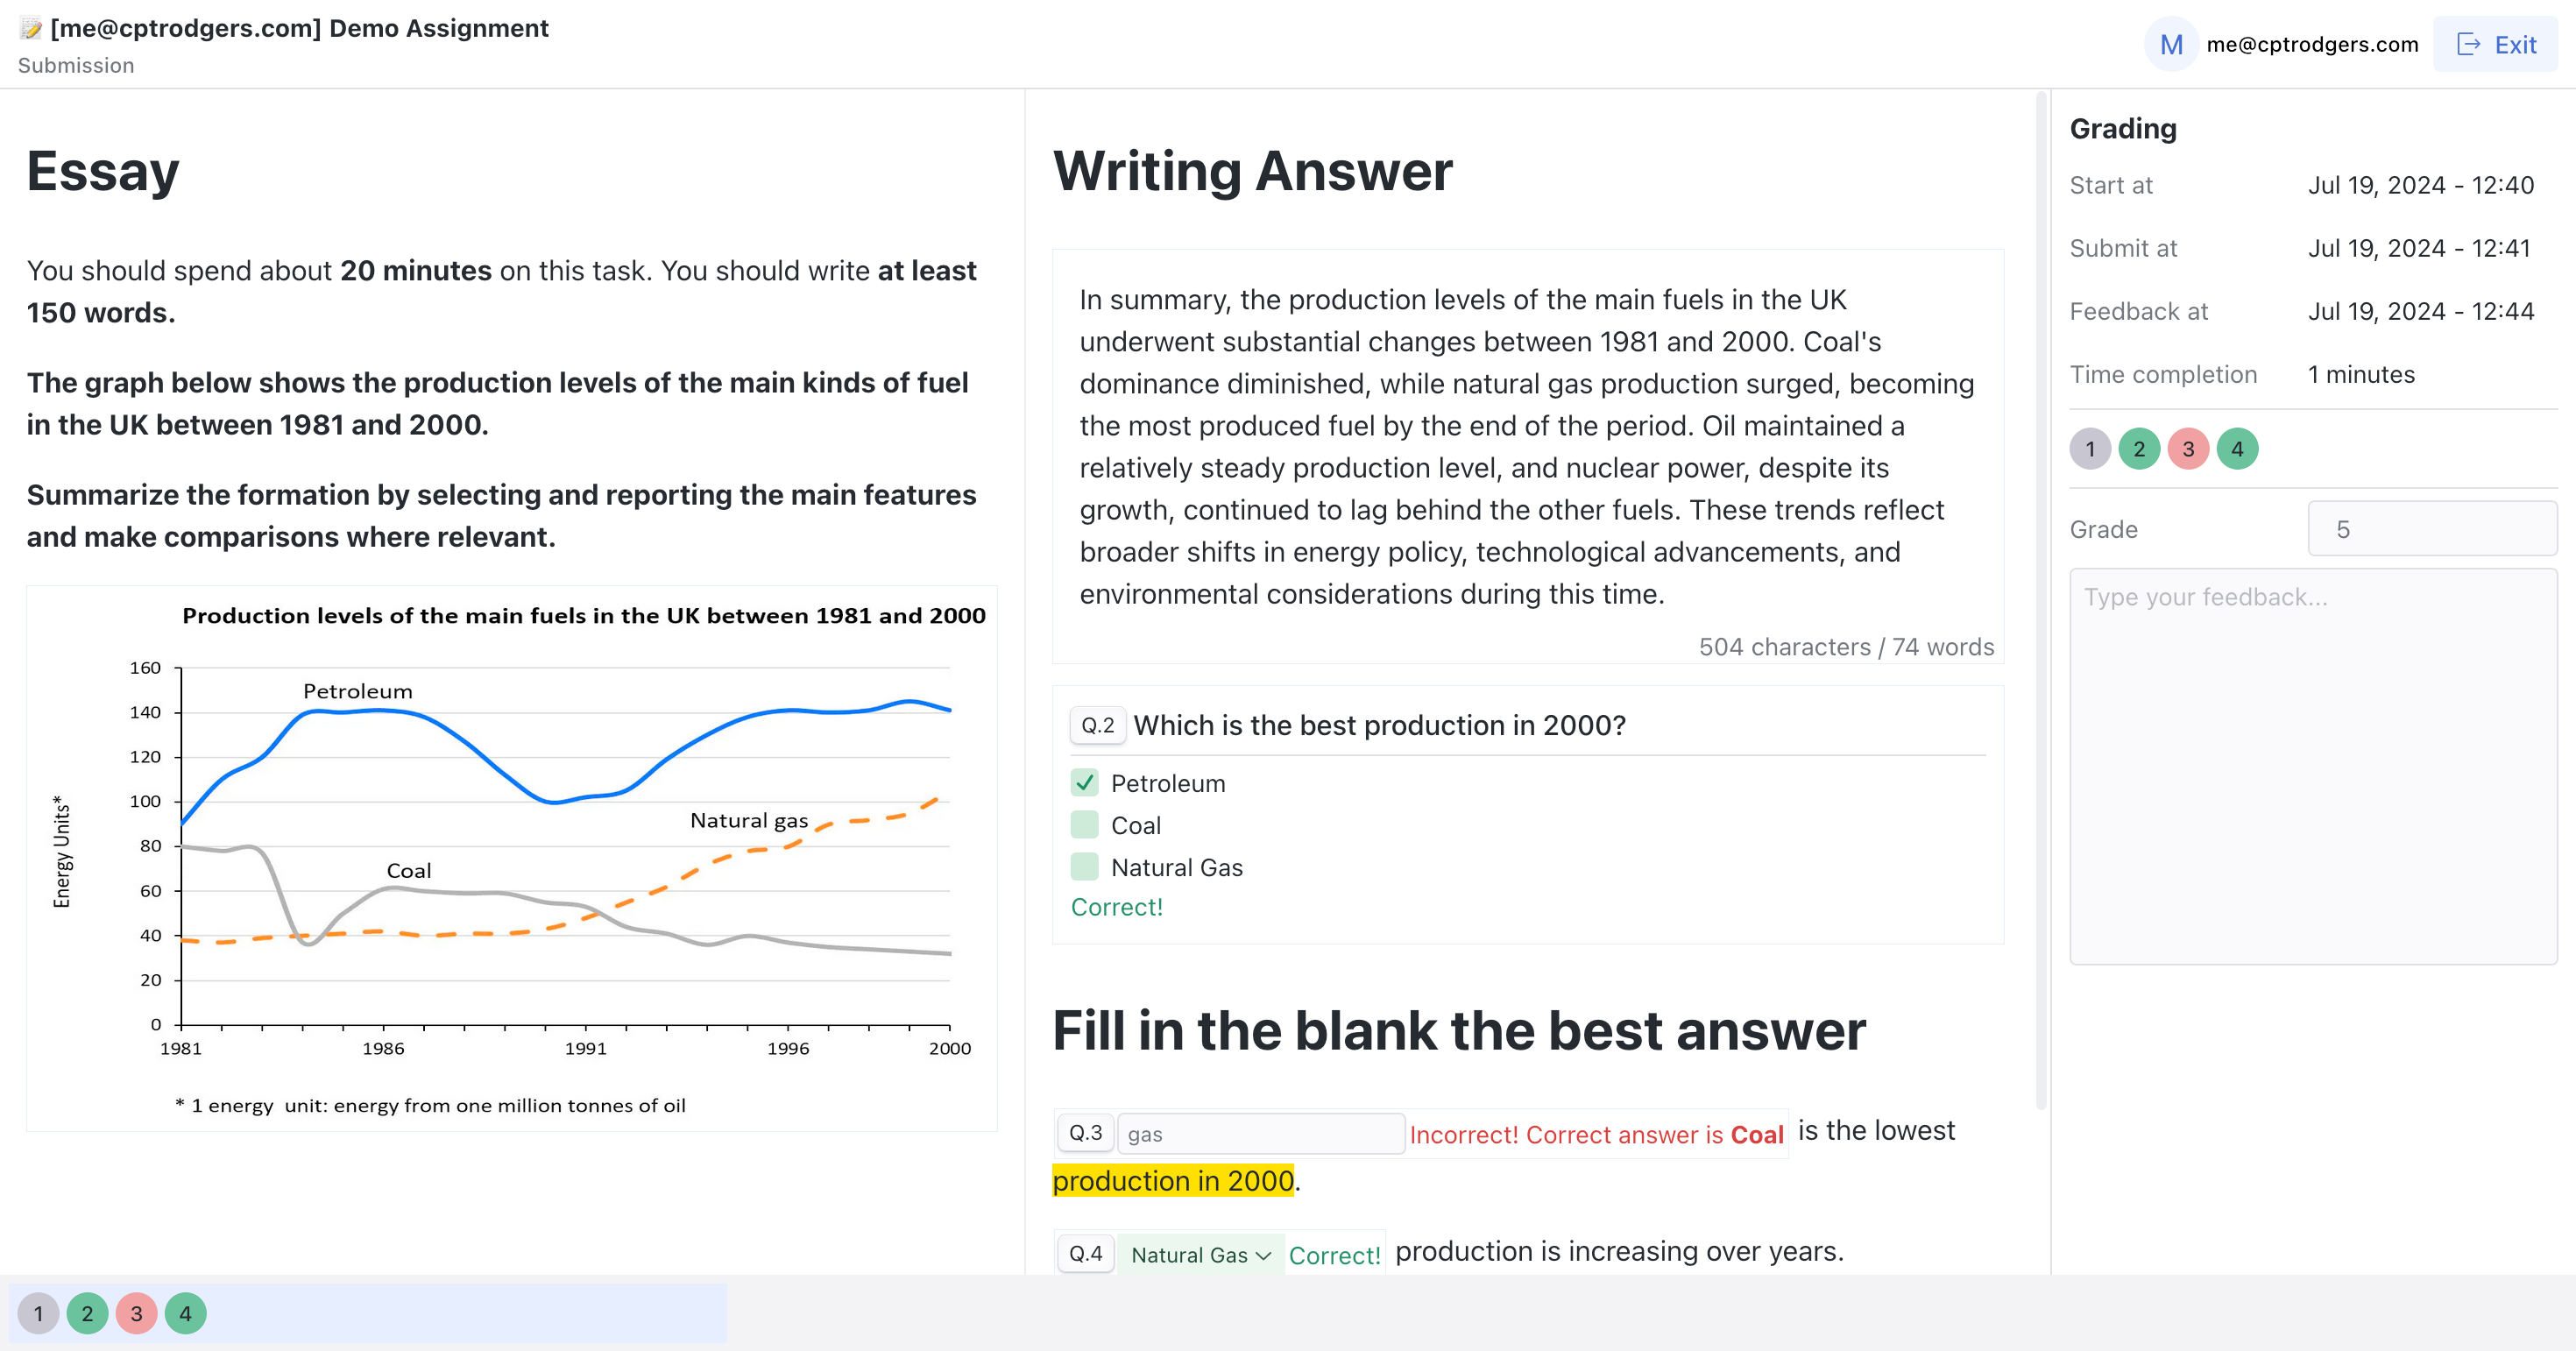 [me@cptrodgers.com] Demo Assignment
Submission
M
me@cptrodgers.com
Exit
Essay
You should spend about 20 minutes on this task. You should write at least
150 words.
The graph below shows the production levels of the main kinds of fuel
in the UK between 1981 and 2000.
Summarize the formation by selecting and reporting the main features
and make comparisons where relevant.
Production levels of the main fuels in the UK between 1981 and 2000
Energy Units*
160
140
120
100
80
60
40
20
0
Petroleum
Natural gas
Coal
1981 1986 1991 1996 2000
* 1 energy unit: energy from one million tonnes of oil
Writing Answer
In summary, the production levels of the main fuels in the UK
underwent substantial changes between 1981 and 2000. Coal's
dominance diminished, while natural gas production surged, becoming
the most produced fuel by the end of the period. Oil maintained a
relatively steady production level, and nuclear power, despite its
growth, continued to lag behind the other fuels. These trends reflect
broader shifts in energy policy, technological advancements, and
environmental considerations during this time.
504 characters / 74 words
Q.2 Which is the best production in 2000?
Petroleum
Coal
Natural Gas
Correct!
Fill in the blank the best answer
Q.3 gas Incorrect! Correct answer is Coal is the lowest
production in 2000.
Q.4 Natural Gas Correct! production is increasing over years.
Grading
Start at Jul 19, 2024 - 12:40
Submit at Jul 19, 2024 - 12:41
Feedback at Jul 19, 2024 - 12:44
Time completion 1 minutes
1 2 3 4
Grade 5
Type your feedback...
1 2 3 4